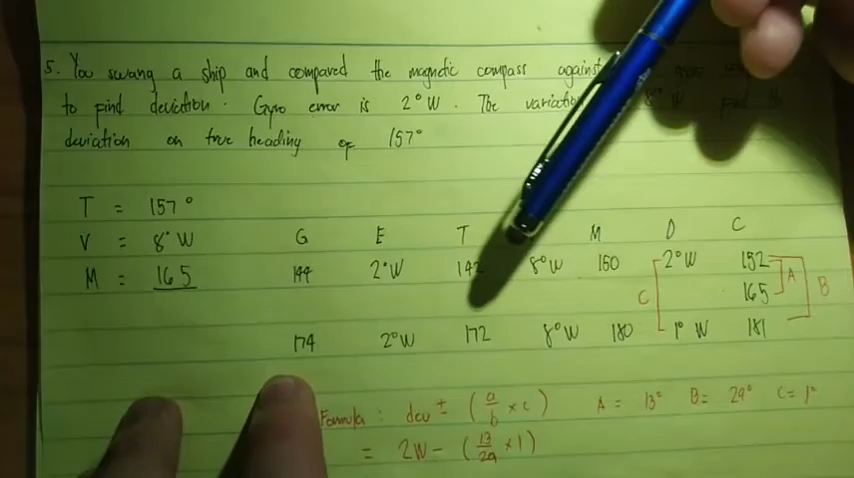 5. You swang a ship and compared the magnetic compass against
to find deviation. Gyro error is 2° W. The variation 8° W
deviation on true heading of 157°
T = 157°
V = 8° W G E T M D C
M = 165 144 2°W 142 8°W 150 2°W 152
C 165 A B
174 2°W 172 8°W 180 1° W 181
Formula: dev ± (a/b × c) A = 13° B = 29° C = 1°
= 2W - (13/29 × 1)